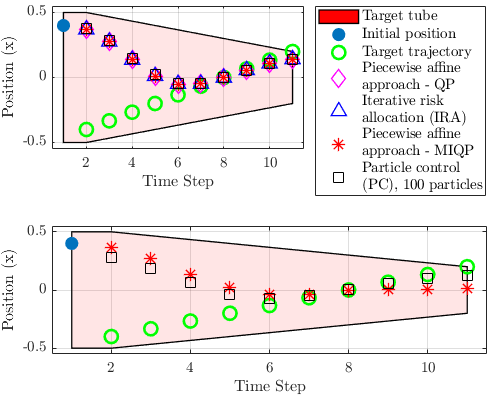 0.5
0
-0.5
Position (x)
2
4
6
8
10
Time Step
Target tube
Initial position
Target trajectory
Piecewise affine
approach - QP
Iterative risk
allocation (IRA)
Piecewise affine
approach - MIQP
Particle control
(PC), 100 particles
0.5
0
-0.5
Position (x)
2
4
6
8
10
Time Step